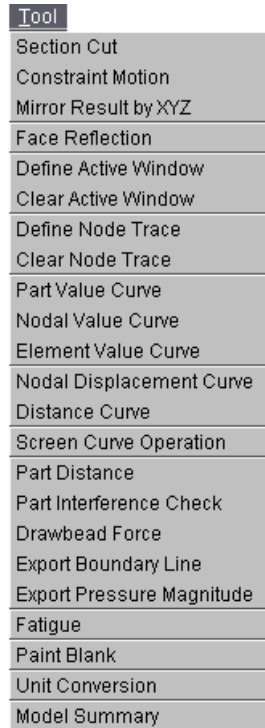 Tool
Section Cut
Constraint Motion
Mirror Result by XYZ
Face Reflection
Define Active Window
Clear Active Window
Define Node Trace
Clear Node Trace
Part Value Curve
Nodal Value Curve
Element Value Curve
Nodal Displacement Curve
Distance Curve
Screen Curve Operation
Part Distance
Part Interference Check
Drawbead Force
Export Boundary Line
Export Pressure Magnitude
Fatigue
Paint Blank
Unit Conversion
Model Summary